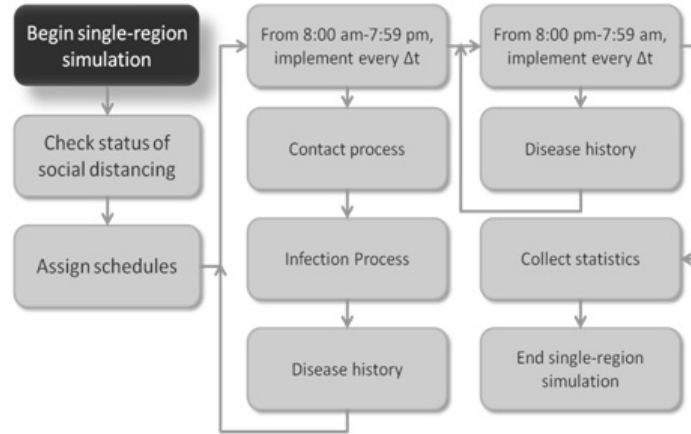 Begin single-region
simulation
Check status of
social distancing
Assign schedules
From 8:00 am-7:59 pm,
implement every Δt
Contact process
Infection Process
Disease history
From 8:00 pm-7:59 am,
implement every Δt
Disease history
Collect statistics
End single-region
simulation